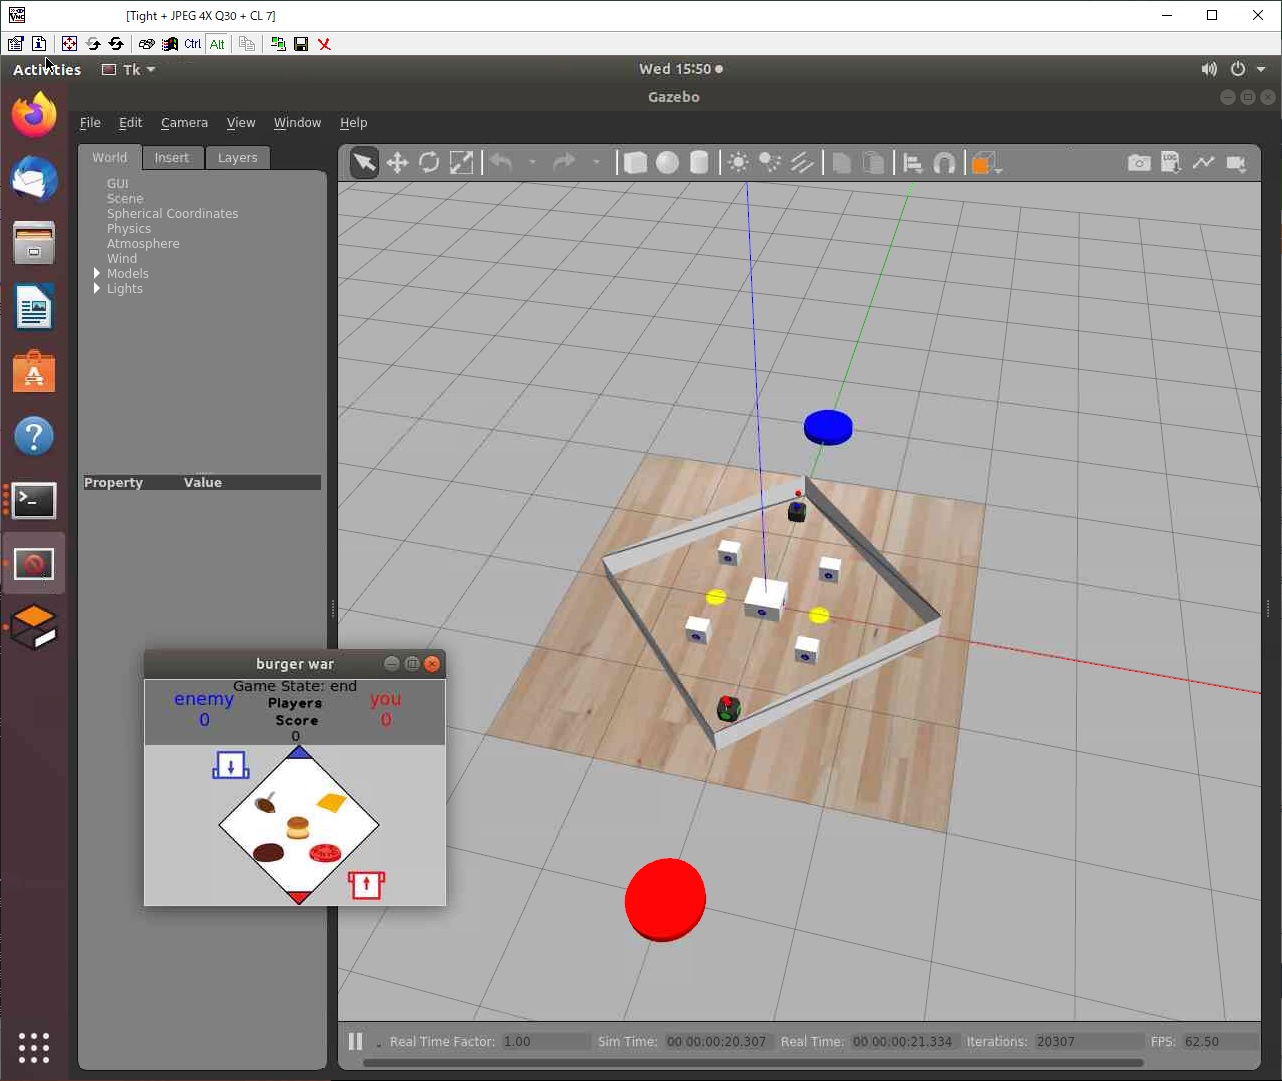 [Tight + JPEG 4X Q30 + CL 7]
Ctrl Alt
Activities Tk Wed 15:50
Gazebo
File Edit Camera View Window Help
World Insert Layers
GUI
Scene
Spherical Coordinates
Physics
Atmosphere
Wind
Models
Lights
Property Value
burger war
Game State: end
enemy Players you
0 Score 0
0
Real Time Factor: 1.00 Sim Time: 00 00:00:20.307 Real Time: 00 00:00:21.334 Iterations: 20307 FPS: 62.50